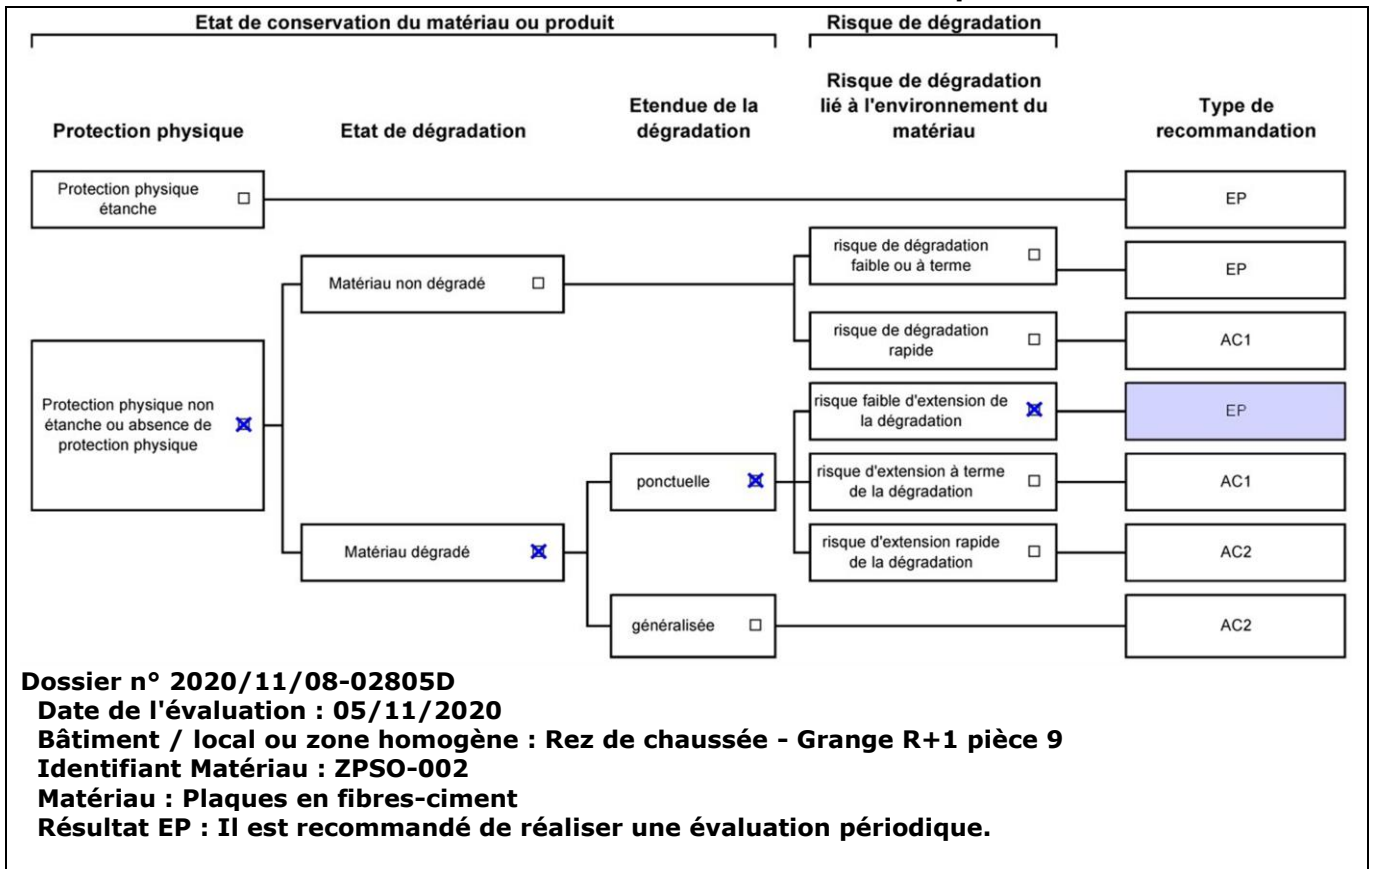 Etat de conservation du matériau ou produit
Risque de dégradation
Protection physique
Etat de dégradation
Etendue de la
dégradation
Risque de dégradation
lié à l'environnement du
matériau
Type de
recommandation
Protection physique
étanche
EP
risque de dégradation
faible ou à terme
EP
Matériau non dégradé
risque de dégradation
rapide
AC1
Protection physique non
étanche ou absence de
protection physique
risque faible d'extension de
la dégradation
EP
ponctuelle
risque d'extension à terme
de la dégradation
AC1
Matériau dégradé
risque d'extension rapide
de la dégradation
AC2
généralisée
AC2
Dossier n° 2020/11/08-02805D
Date de l'évaluation : 05/11/2020
Bâtiment / local ou zone homogène : Rez de chaussée - Grange R+1 pièce 9
Identifiant Matériau : ZPSO-002
Matériau : Plaques en fibres-ciment
Résultat EP : Il est recommandé de réaliser une évaluation périodique.